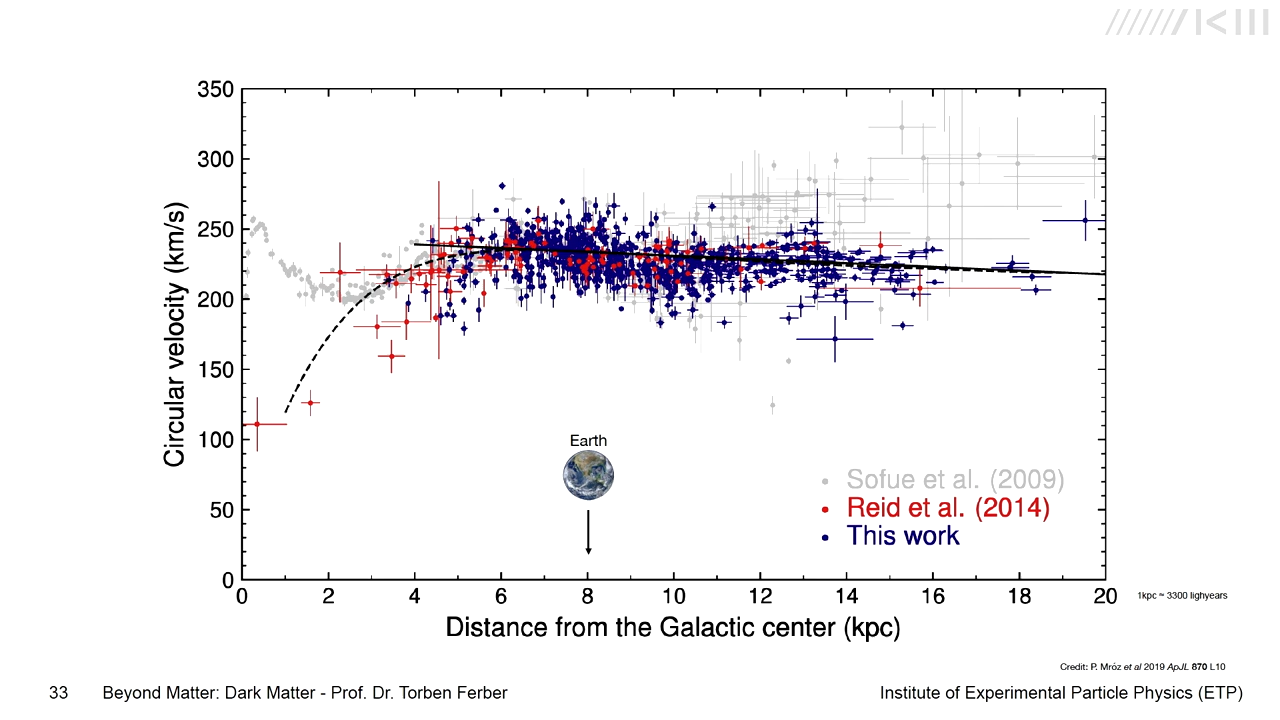 350
300
250
200
150
100
50
0
Circular velocity (km/s)
Earth
Sofue et al. (2009)
Reid et al. (2014)
This work
0 2 4 6 8 10 12 14 16 18 20
1kpc ≃ 3300 lighyears
Distance from the Galactic center (kpc)
Credit: P. Mróz et al 2019 ApJL 870 L10
33 Beyond Matter: Dark Matter - Prof. Dr. Torben Ferber Institute of Experimental Particle Physics (ETP)